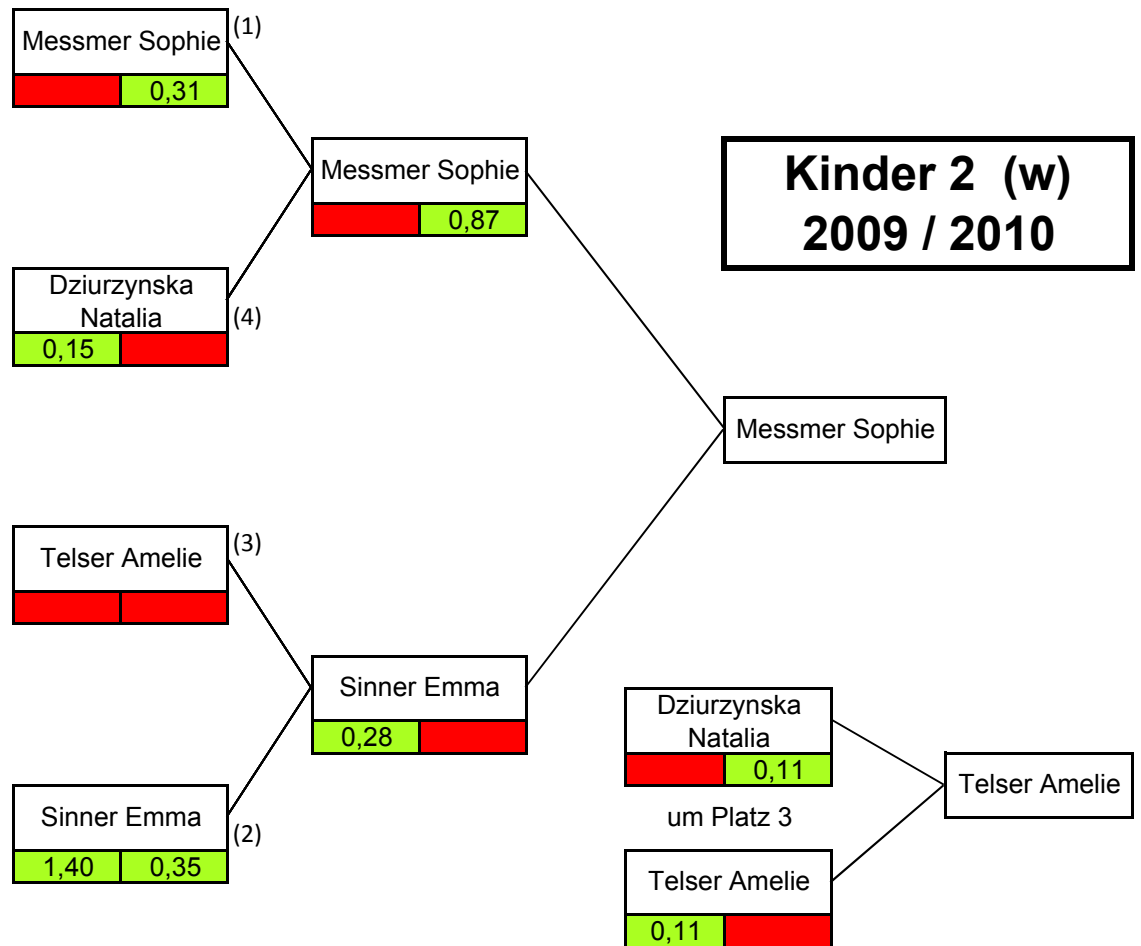 Messmer Sophie
(1)
0,31
Messmer Sophie
0,87
Kinder 2 (w)
2009 / 2010
Dziurzynska
Natalia
(4)
0,15
Messmer Sophie
Telser Amelie
(3)
Sinner Emma
0,28
Sinner Emma
(2)
1,40 0,35
Dziurzynska
Natalia
0,11
um Platz 3
Telser Amelie
Telser Amelie
0,11